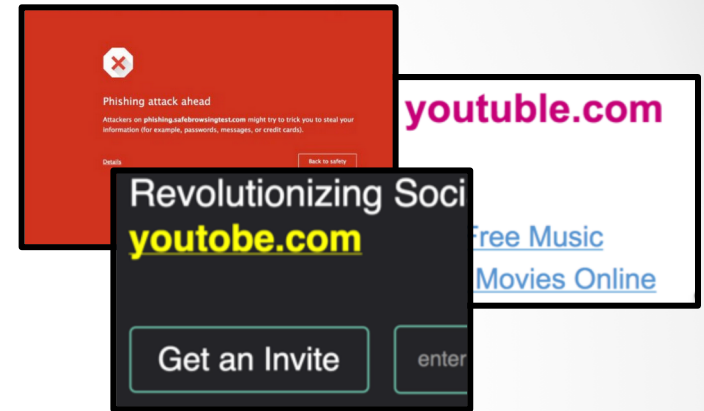 Phishing attack ahead
Attackers on phishing.safebrowsingtest.com might try to trick you to steal your
information (for example, passwords, messages, or credit cards).
Details
Back to safety
youtuble.com
Free Music
Movies Online
Revolutionizing Soci
youtobe.com
Get an Invite
enter